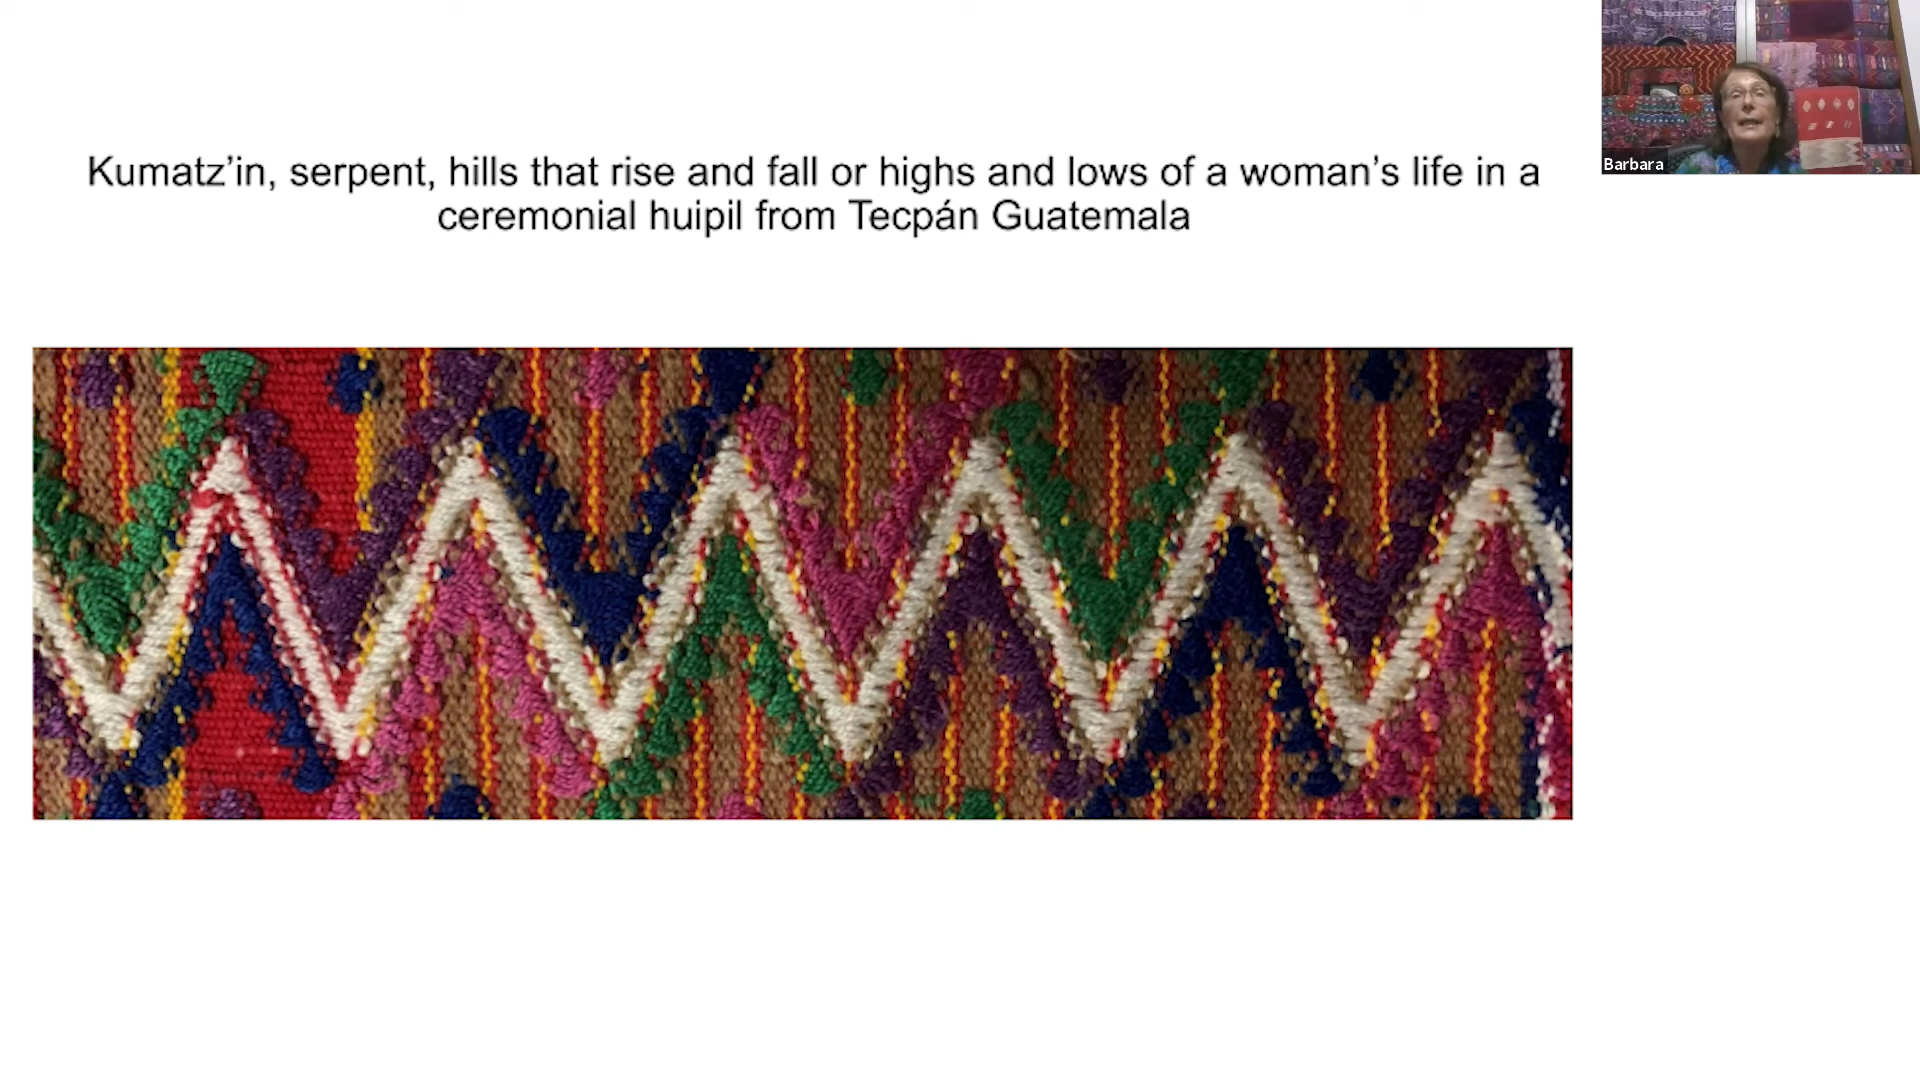 Kumatz’in, serpent, hills that rise and fall or highs and lows of a woman’s life in a
ceremonial huipil from Tecpán Guatemala
Barbara